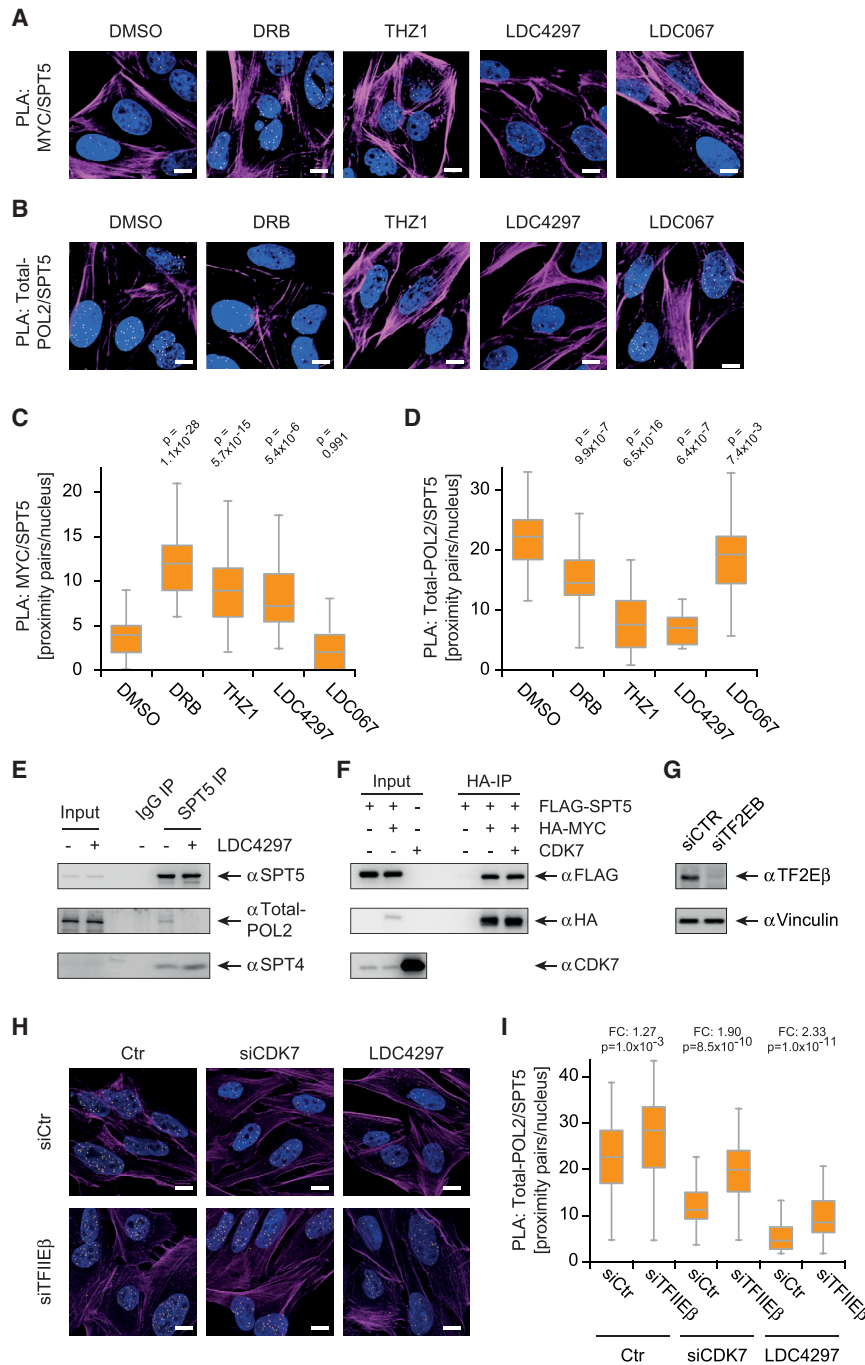 A
DMSO DRB THZ1 LDC4297 LDC067
PLA:
MYC/SPT5
B
DMSO DRB THZ1 LDC4297 LDC067
PLA: Total-
POL2/SPT5
C
p = 1.1x10-28
p = 5.7x10-15
p = 5.4x10-6
p = 0.991
PLA: MYC/SPT5
[proximity pairs/nucleus]
20
15
10
5
0
DMSO DRB THZ1 LDC4297 LDC067
D
p = 9.9x10-7
p = 6.5x10-16
p = 6.4x10-7
p = 7.4x10-3
PLA: Total-POL2/SPT5
[proximity pairs/nucleus]
30
20
10
0
DMSO DRB THZ1 LDC4297 LDC067
E
Input IgG IP SPT5 IP
- + - - + LDC4297
αSPT5
αTotal-
POL2
αSPT4
F
Input HA-IP
+ + - + + + FLAG-SPT5
- + - - + + HA-MYC
- - + - - + CDK7
αFLAG
αHA
αCDK7
G
siCTR siTF2EB
αTF2Eβ
αVinculin
H
Ctr siCDK7 LDC4297
siCtr
siTFIIEβ
I
FC: 1.27 FC: 1.90 FC: 2.33
p=1.0x10-3 p=8.5x10-10 p=1.0x10-11
PLA: Total-POL2/SPT5
[proximity pairs/nucleus]
40
30
20
10
0
siCtr siTFIIEβ siCtr siTFIIEβ siCtr siTFIIEβ
Ctr siCDK7 LDC4297